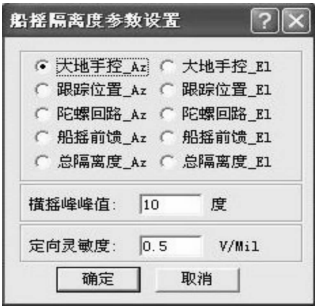 船摇隔离度参数设置
大地手控_Az 大地手控_El
跟踪位置_Az 跟踪位置_El
陀螺回路_Az 陀螺回路_El
船摇前馈_Az 船摇前馈_El
总隔离度_Az 总隔离度_El
横摇峰峰值: 10 度
定向灵敏度: 0.5 V/Mil
确定 取消